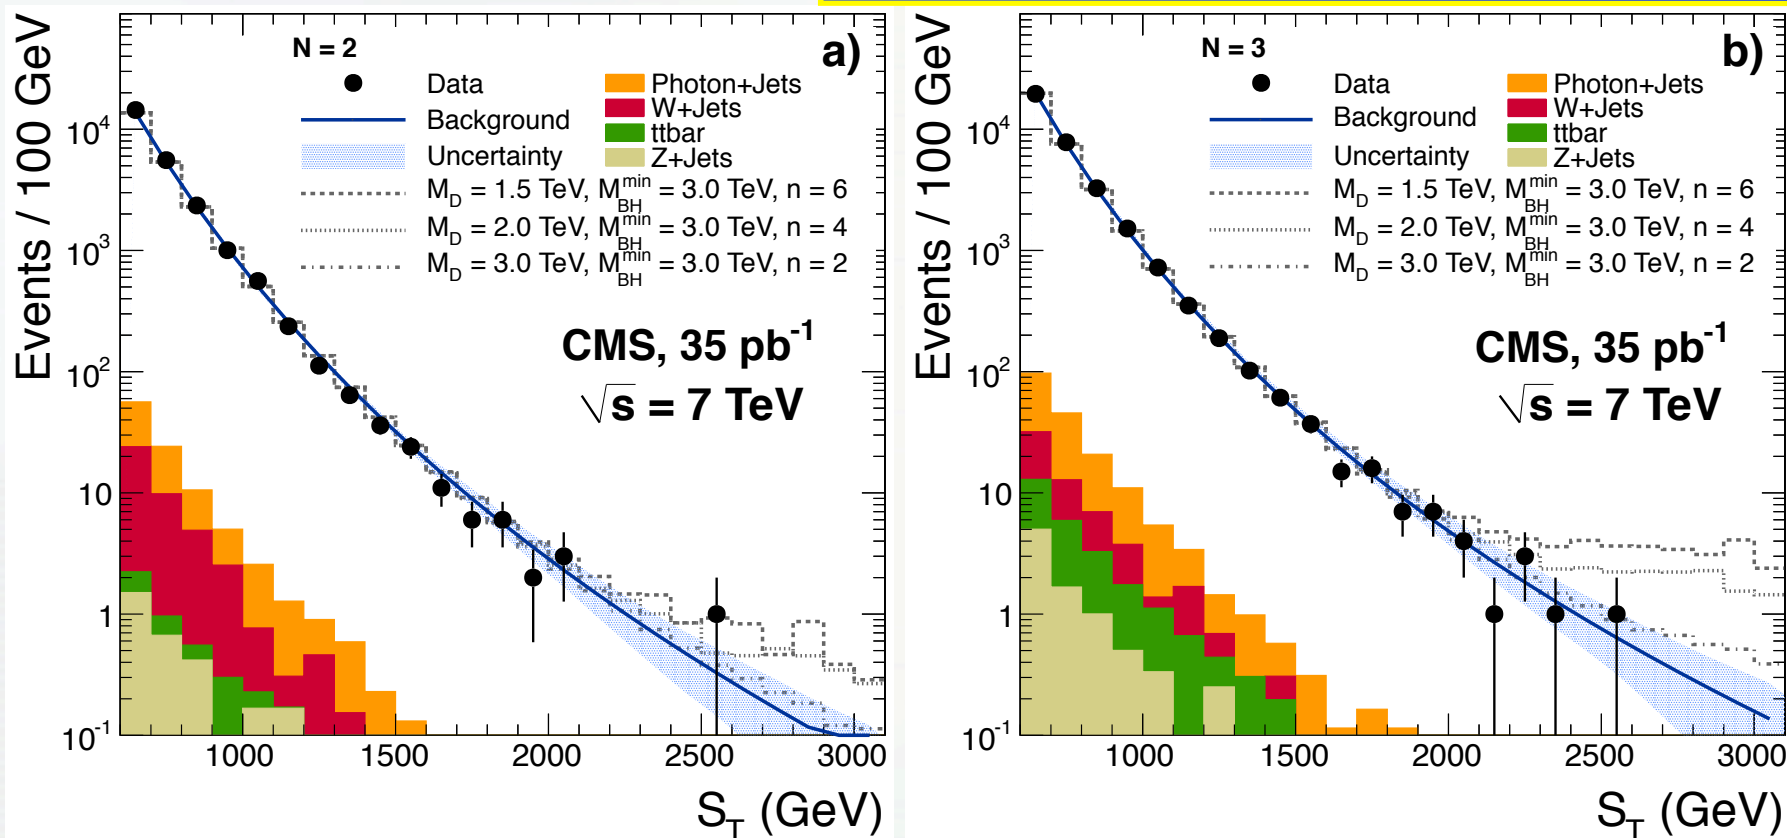 N = 2
a)
Data
Background
Uncertainty
Photon+Jets
W+Jets
ttbar
Z+Jets
M_D = 1.5 TeV, M_BH^min = 3.0 TeV, n = 6
M_D = 2.0 TeV, M_BH^min = 3.0 TeV, n = 4
M_D = 3.0 TeV, M_BH^min = 3.0 TeV, n = 2
CMS, 35 pb^-1
√s = 7 TeV
Events / 100 GeV
10^4
10^3
10^2
10
1
10^-1
1000 1500 2000 2500 3000
S_T (GeV)
N = 3
b)
Data
Background
Uncertainty
Photon+Jets
W+Jets
ttbar
Z+Jets
M_D = 1.5 TeV, M_BH^min = 3.0 TeV, n = 6
M_D = 2.0 TeV, M_BH^min = 3.0 TeV, n = 4
M_D = 3.0 TeV, M_BH^min = 3.0 TeV, n = 2
CMS, 35 pb^-1
√s = 7 TeV
Events / 100 GeV
10^4
10^3
10^2
10
1
10^-1
1000 1500 2000 2500 3000
S_T (GeV)